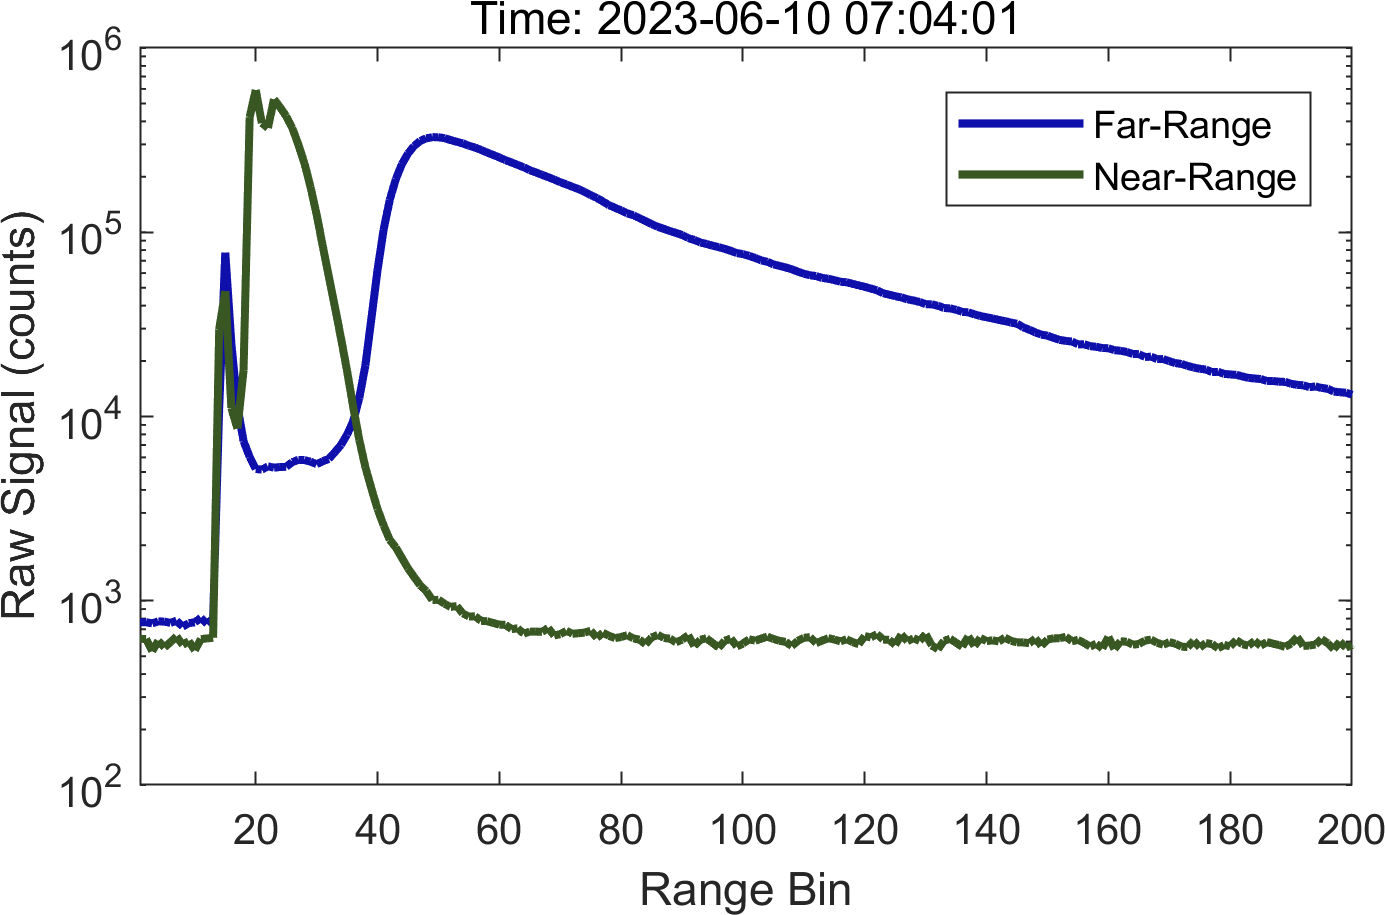 Time: 2023-06-10 07:04:01
Far-Range
Near-Range
Raw Signal (counts)
10^6
10^5
10^4
10^3
10^2
20 40 60 80 100 120 140 160 180 200
Range Bin